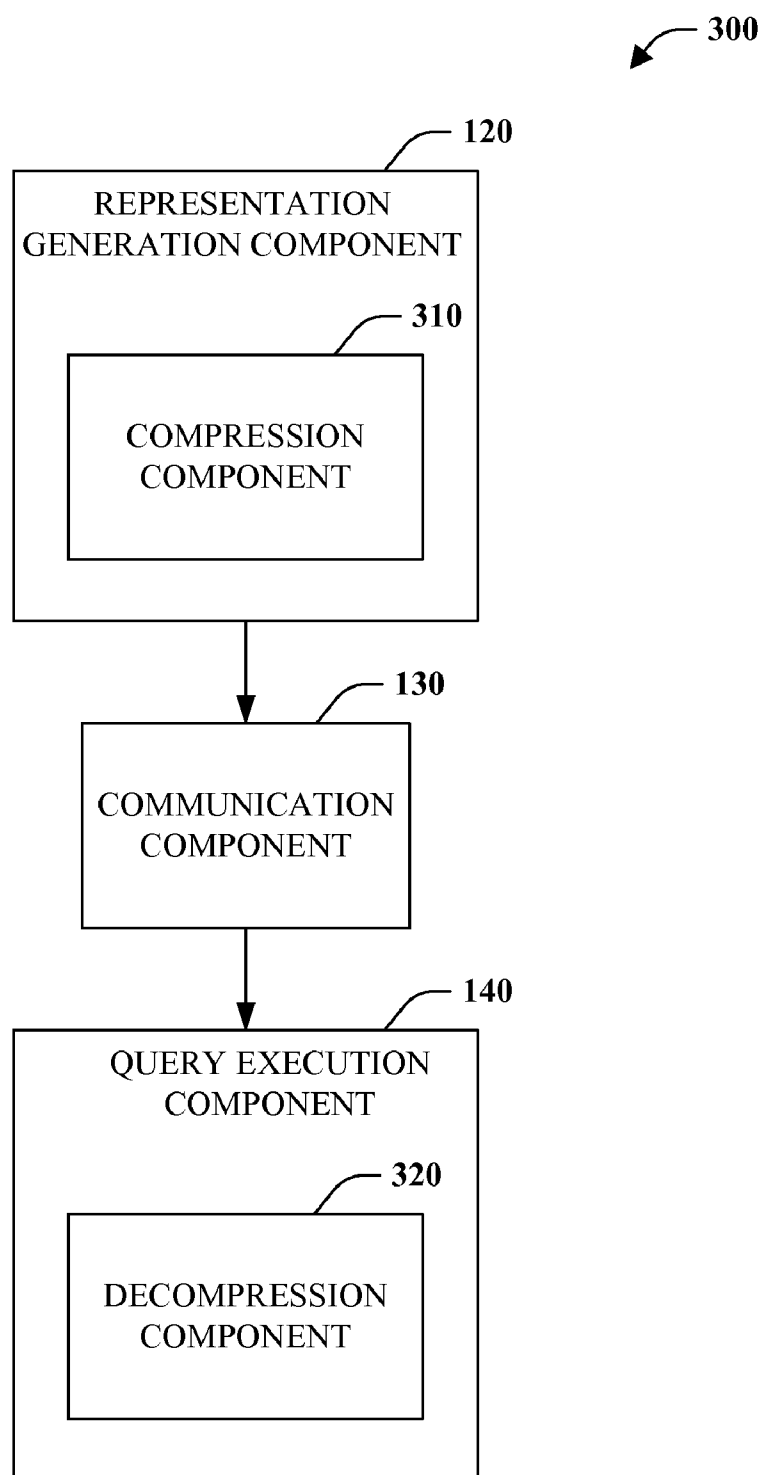 300
120
REPRESENTATION
GENERATION COMPONENT
310
COMPRESSION
COMPONENT
130
COMMUNICATION
COMPONENT
140
QUERY EXECUTION
COMPONENT
320
DECOMPRESSION
COMPONENT